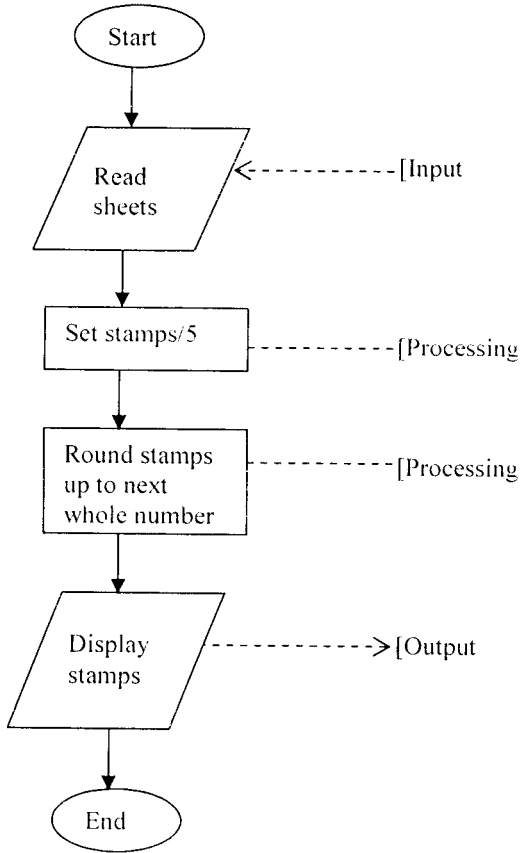 Start
Read
sheets
[Input
Set stamps/5
[Processing
Round stamps
up to next
whole number
[Processing
Display
stamps
[Output
End